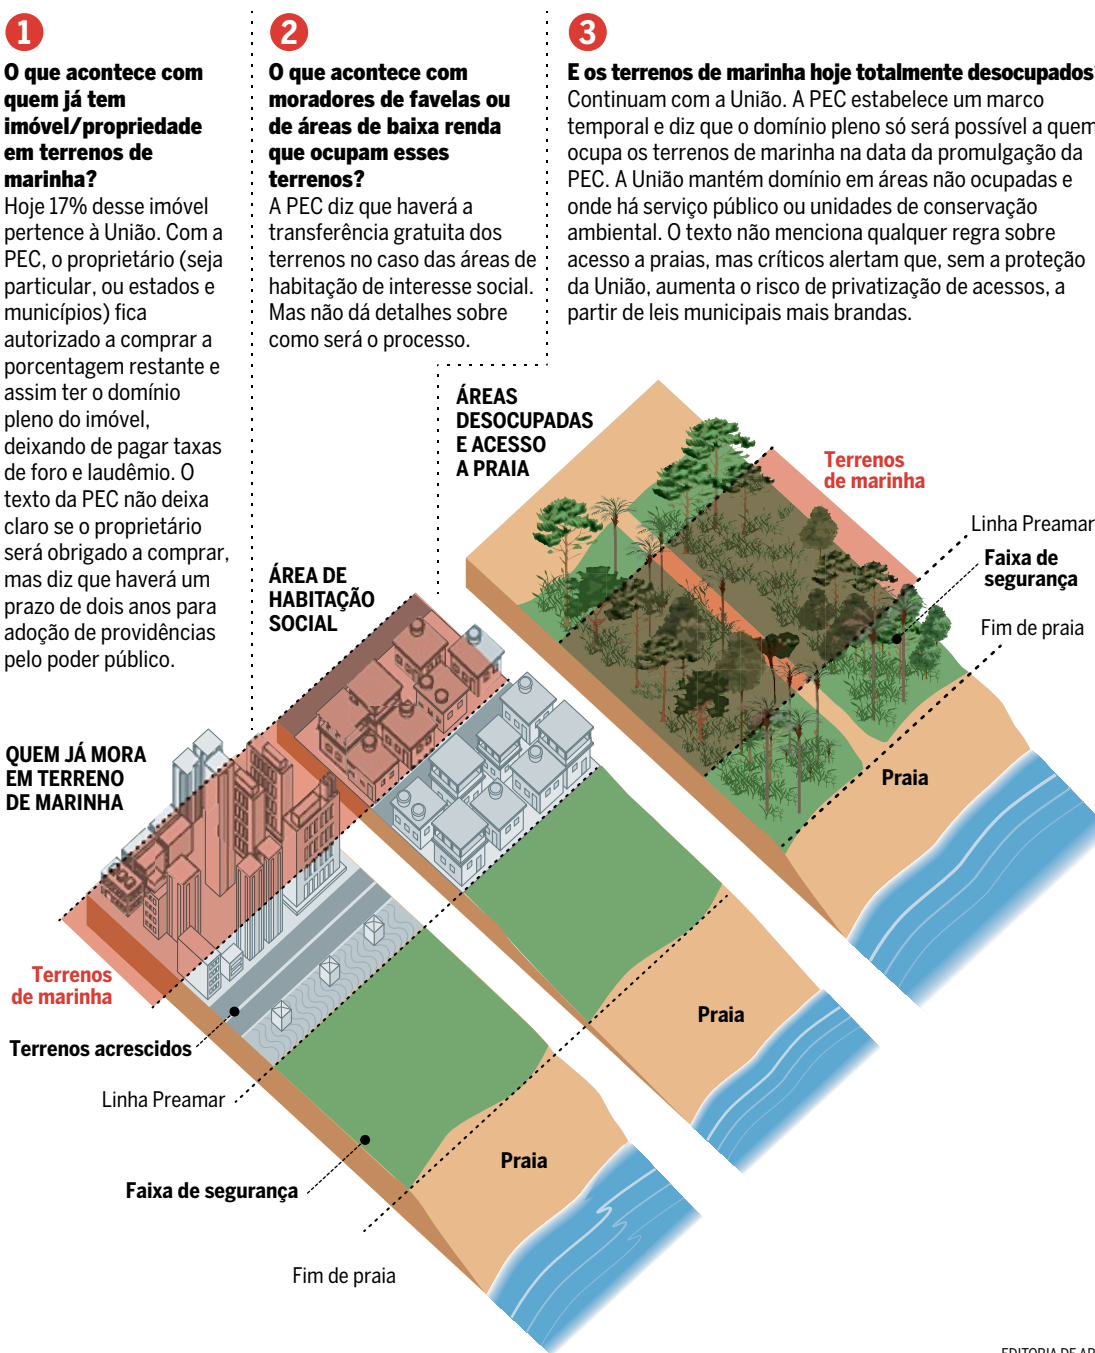 1
O que acontece com
quem já tem
imóvel/propriedade
em terrenos de
marinha?
Hoje 17% desse imóvel
pertence à União. Com a
PEC, o proprietário (seja
particular, ou estados e
municípios) fica
autorizado a comprar a
porcentagem restante e
assim ter o domínio
pleno do imóvel,
deixando de pagar taxas
de foro e laudêmio. O
texto da PEC não deixa
claro se o proprietário
será obrigado a comprar,
mas diz que haverá um
prazo de dois anos para
adoção de providências
pelo poder público.
2
O que acontece com
moradores de favelas ou
de áreas de baixa renda
que ocupam esses
terrenos?
A PEC diz que haverá a
transferência gratuita dos
terrenos no caso das áreas de
habitação de interesse social.
Mas não dá detalhes sobre
como será o processo.
3
E os terrenos de marinha hoje totalmente desocupados?
Continuam com a União. A PEC estabelece um marco
temporal e diz que o domínio pleno só será possível a quem
ocupa os terrenos de marinha na data da promulgação da
PEC. A União mantém domínio em áreas não ocupadas e
onde há serviço público ou unidades de conservação
ambiental. O texto não menciona qualquer regra sobre
acesso a praias, mas críticos alertam que, sem a proteção
da União, aumenta o risco de privatização de acessos, a
partir de leis municipais mais brandas.
ÁREAS
DESOCUPADAS
E ACESSO
A PRAIA
Terrenos
de marinha
Linha Preamar
Faixa de
segurança
Fim de praia
Praia
ÁREA DE
HABITAÇÃO
SOCIAL
Praia
QUEM JÁ MORA
EM TERRENO
DE MARINHA
Terrenos
de marinha
Terrenos acrescidos
Linha Preamar
Faixa de segurança
Praia
Fim de praia
EDITORIA DE AR